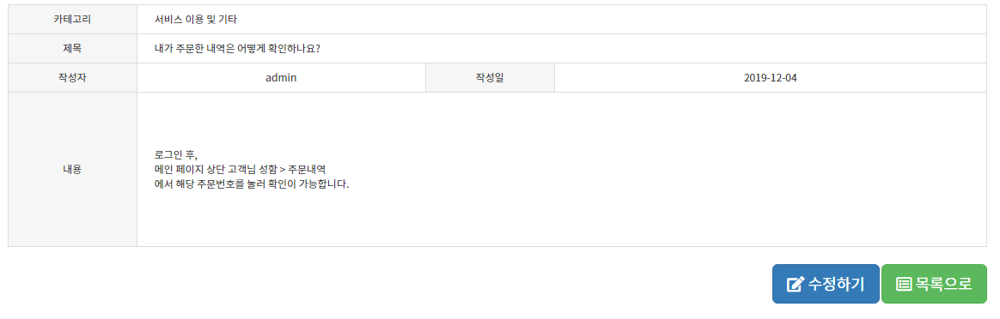 카테고리 서비스 이용 및 기타
제목 내가 주문한 내역은 어떻게 확인하나요?
작성자 admin 작성일 2019-12-04
내용
로그인 후,
메인 페이지 상단 고객님 성함 > 주문내역
에서 해당 주문번호를 눌러 확인이 가능합니다.
수정하기 목록으로